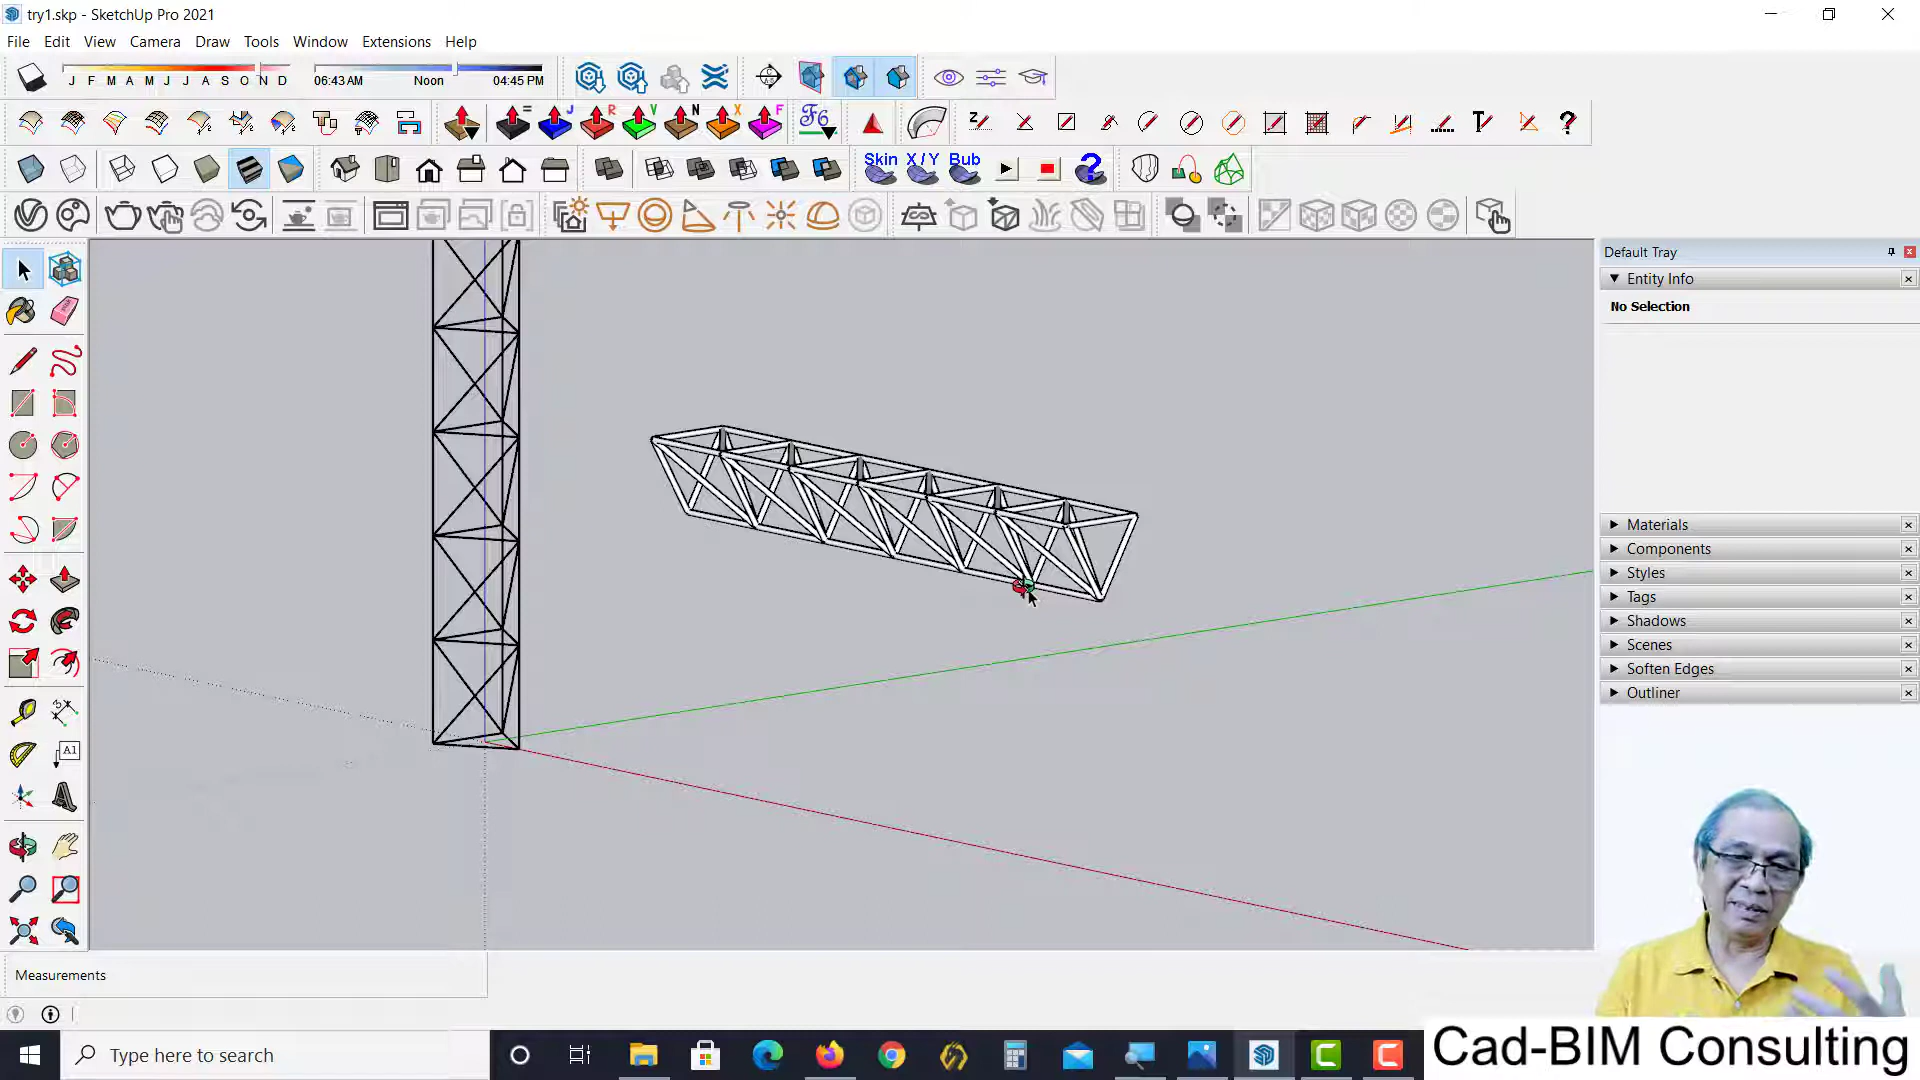 try1.skp - SketchUp Pro 2021
File Edit View Camera Draw Tools Window Extensions Help
J F M A M J J A S O N D 06:43 AM Noon 04:45 PM
= J R V N X F F6
Skin X/Y Bub
Default Tray
Entity Info
No Selection
Materials
Components
Styles
Tags
Shadows
Scenes
Soften Edges
Outliner
A1
Measurements
Type here to search
Cad-BIM Consulting